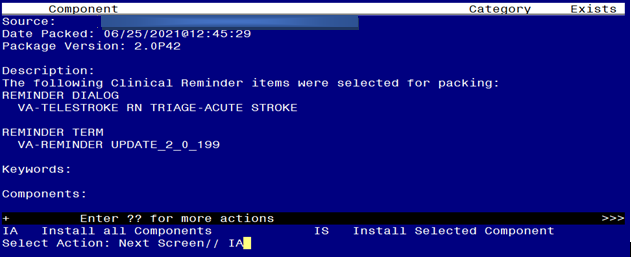 Component Category Exists
Source:
Date Packed: 06/25/2021@12:45:29
Package Version: 2.0P42
Description:
The following Clinical Reminder items were selected for packing:
REMINDER DIALOG
VA-TELESTROKE RN TRIAGE-ACUTE STROKE
REMINDER TERM
VA-REMINDER UPDATE_2_0_199
Keywords:
Components:
+ Enter ?? for more actions >>>
IA Install all Components IS Install Selected Component
Select Action: Next Screen// IA